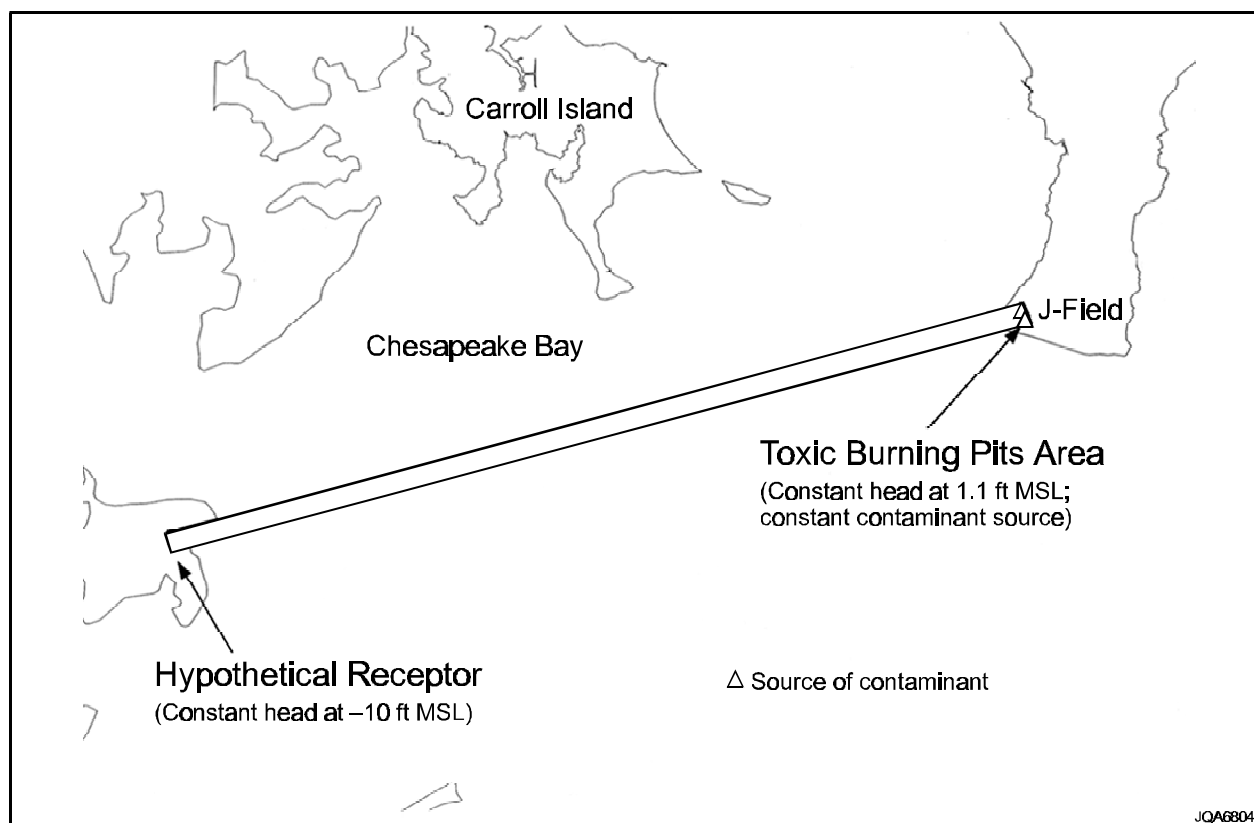 Carroll Island
J-Field
Chesapeake Bay
Toxic Burning Pits Area
(Constant head at 1.1 ft MSL;
constant contaminant source)
Hypothetical Receptor
(Constant head at –10 ft MSL)
△ Source of contaminant
JQA6804